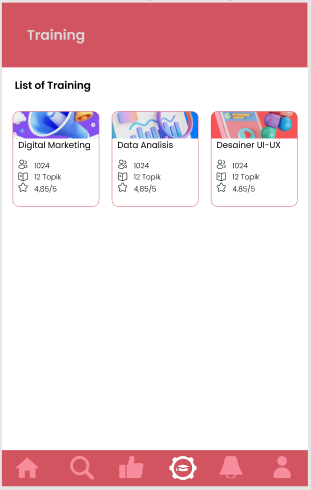 Training
List of Training
Digital Marketing
1024
12 Topik
4,85/5
Data Analisis
1024
12 Topik
4,85/5
Desainer UI-UX
1024
12 Topik
4,85/5